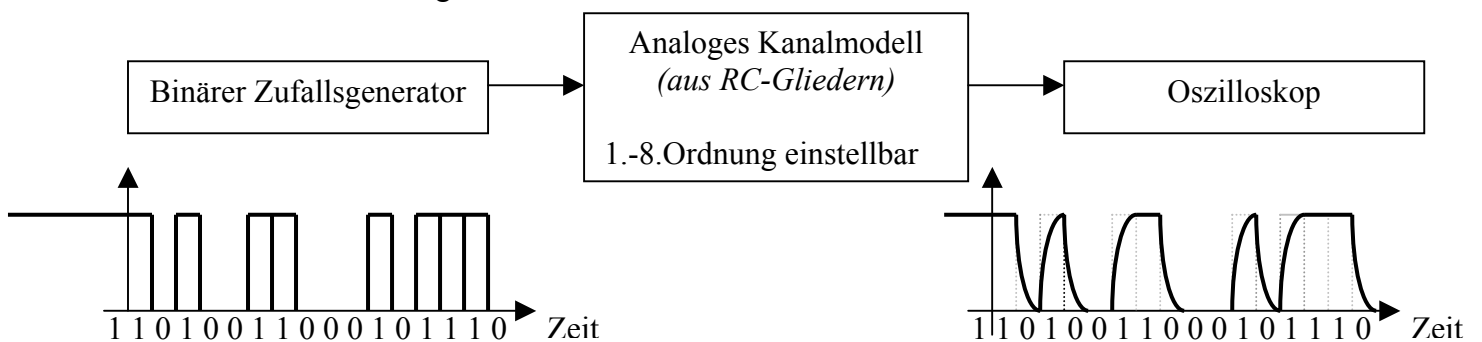 Binärer Zufallsgenerator
Analoges Kanalmodell
(aus RC-Gliedern)
1.-8.Ordnung einstellbar
Oszilloskop
1 1 0 1 0 0 1 1 0 0 0 1 0 1 1 1 0 Zeit
1 1 0 1 0 0 1 1 0 0 0 1 0 1 1 1 0 Zeit